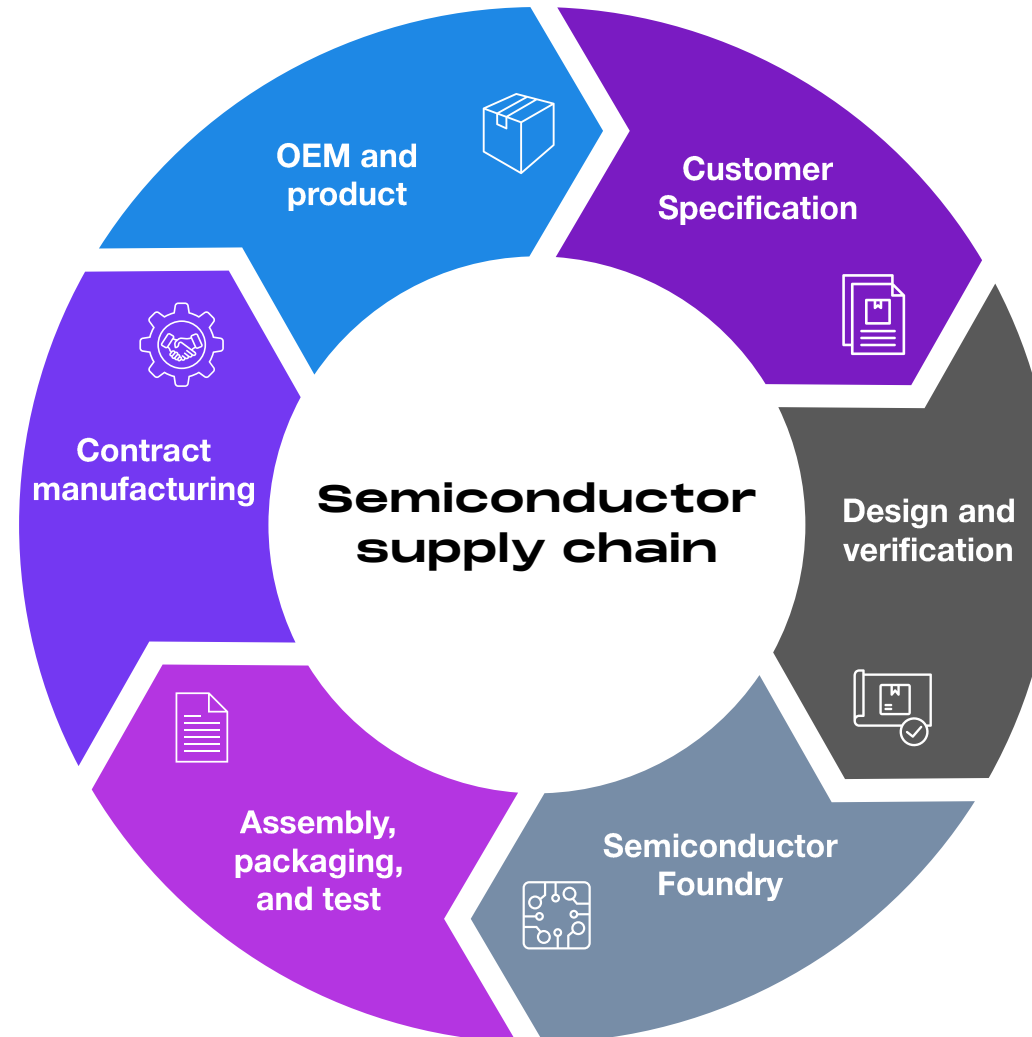 OEM and
product
Customer
Specification
Contract
manufacturing
Semiconductor
supply chain
Design and
verification
Assembly,
packaging,
and test
Semiconductor
Foundry